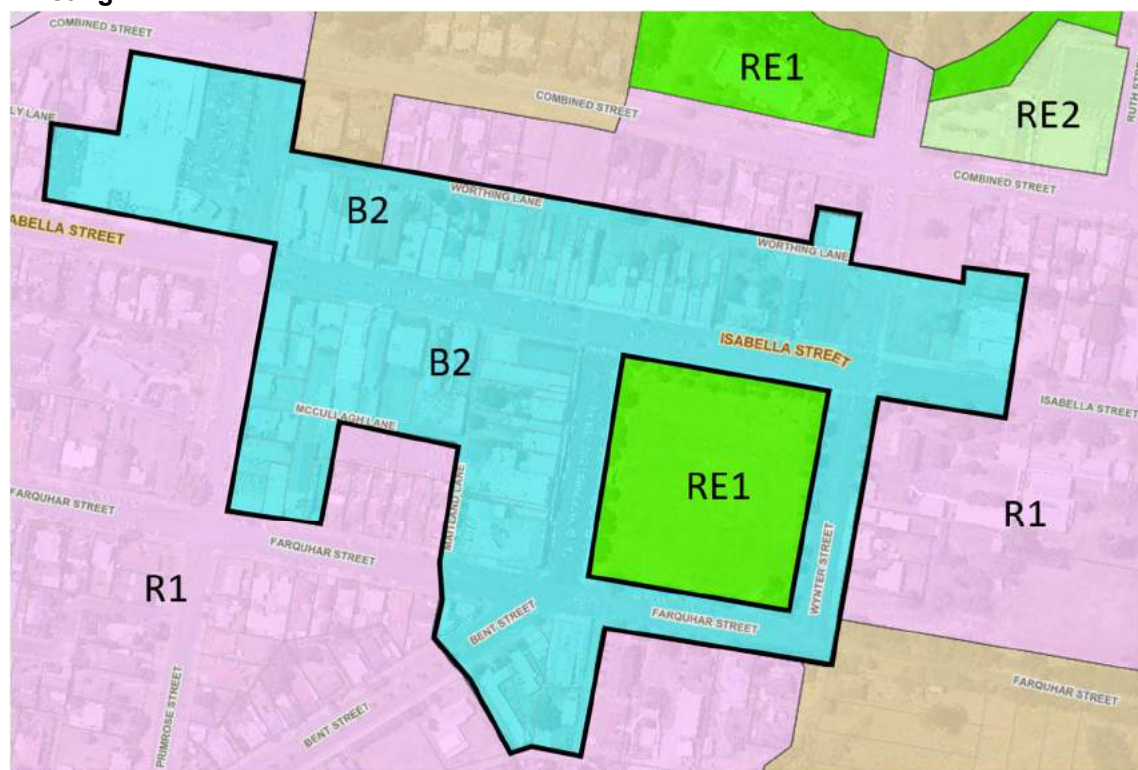 COMBINED STREET
RE1
RE2
COMBINED STREET
LY LANE
COMBINED STREET
WORTHING LANE
B2
ABELLA STREET
WORTHING LANE
ISABELLA STREET
B2
ISABELLA STREET
MCCULLAGH LANE
RE1
R1
FARQUHAR STREET
MAITLAND LANE
FARQUHAR STREET
WYNTER STREET
R1
BENT STREET
FARQUHAR STREET
FARQUHAR STREET
PRIMROSE STREET
BENT STREET